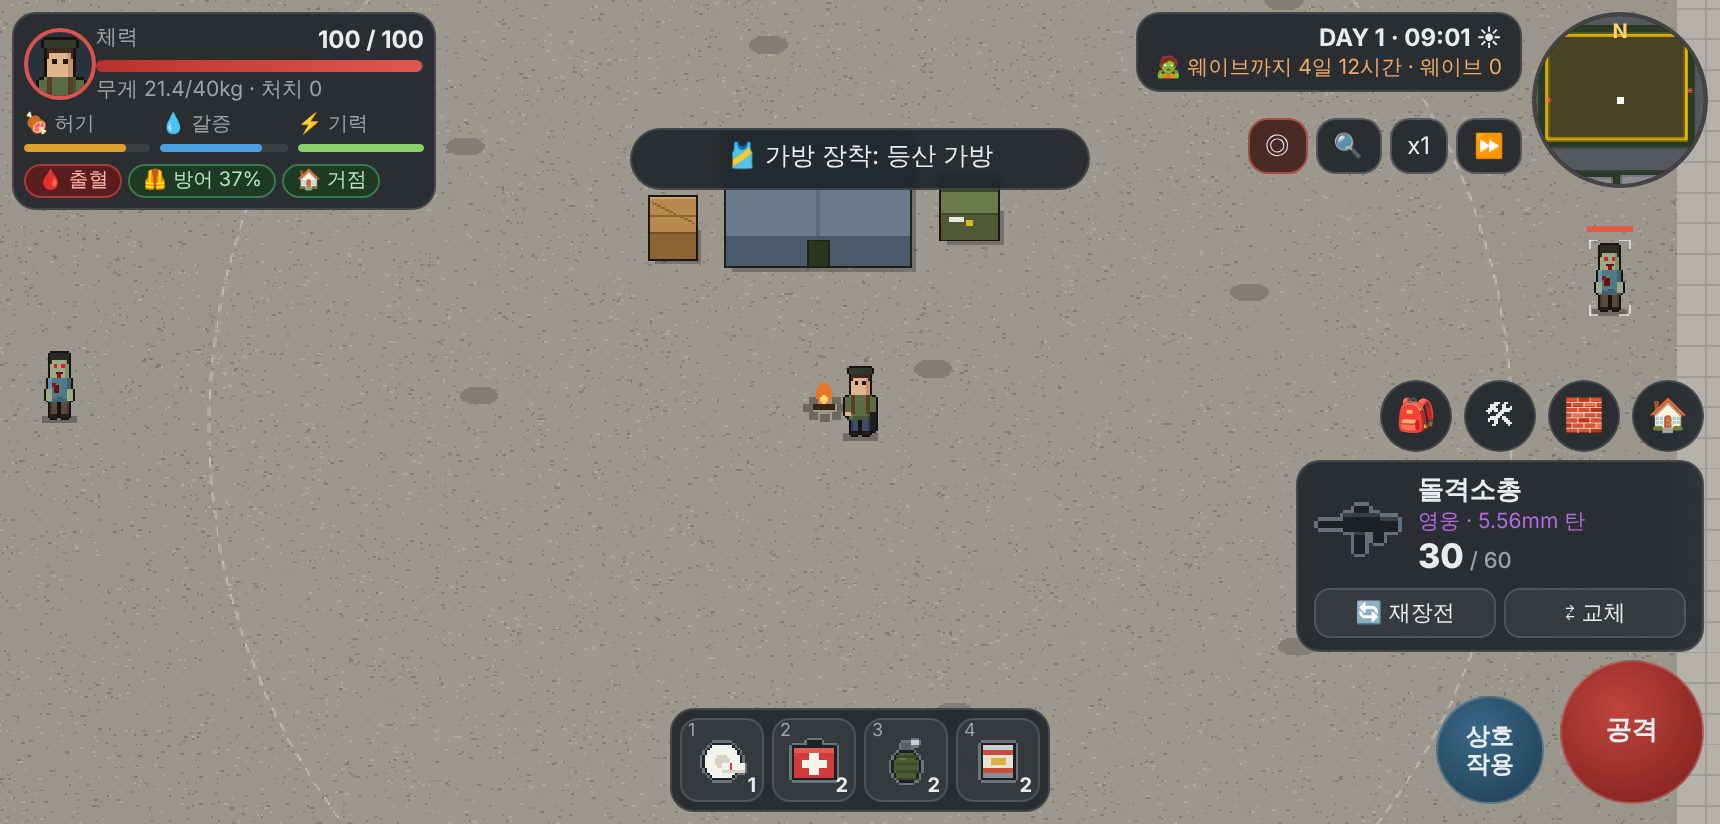 체력
100 / 100
무게 21.4/40kg · 처치 0
허기
갈증
기력
출혈
방어 37%
거점
가방 장착: 등산 가방
DAY 1 · 09:01
웨이브까지 4일 12시간 · 웨이브 0
x1
N
돌격소총
영웅 · 5.56mm 탄
30 / 60
재장전
교체
1
1
2
2
3
2
4
2
상호
작용
공격